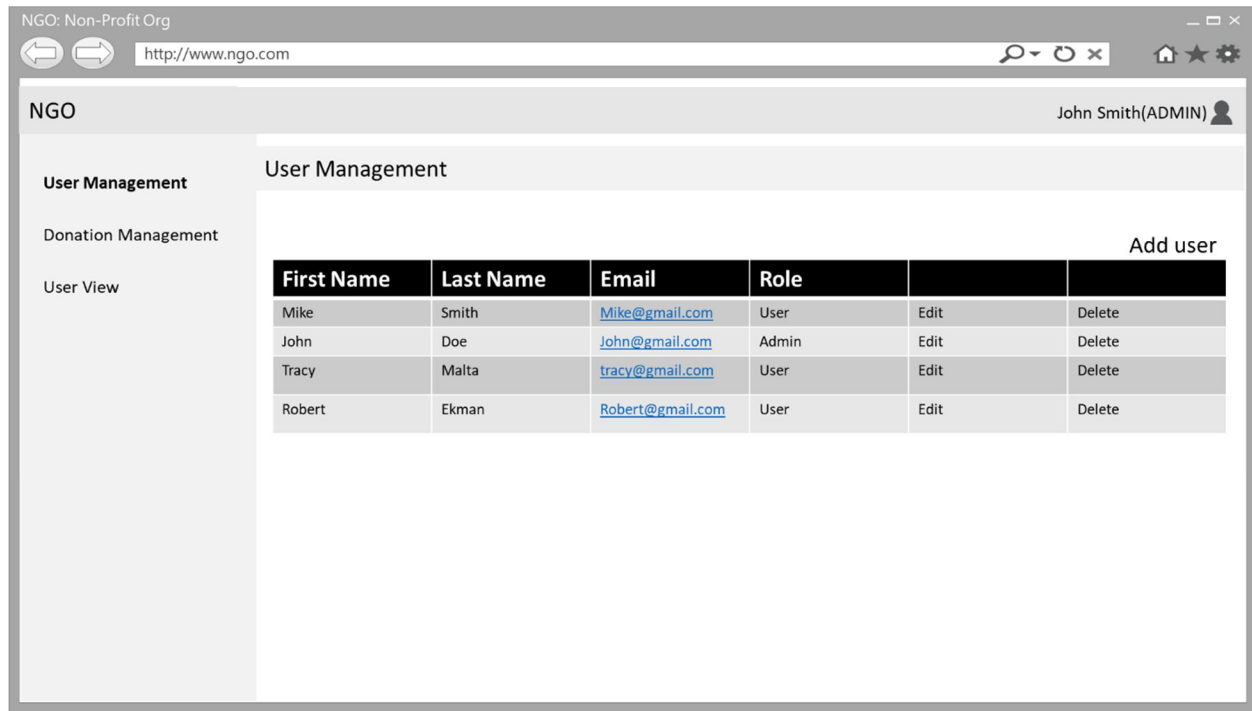 NGO: Non-Profit Org
http://www.ngo.com
NGO
John Smith(ADMIN)
User Management
Donation Management
User View
User Management
Add user
First Name Last Name Email Role
Mike Smith Mike@gmail.com User Edit Delete
John Doe John@gmail.com Admin Edit Delete
Tracy Malta tracy@gmail.com User Edit Delete
Robert Ekman Robert@gmail.com User Edit Delete